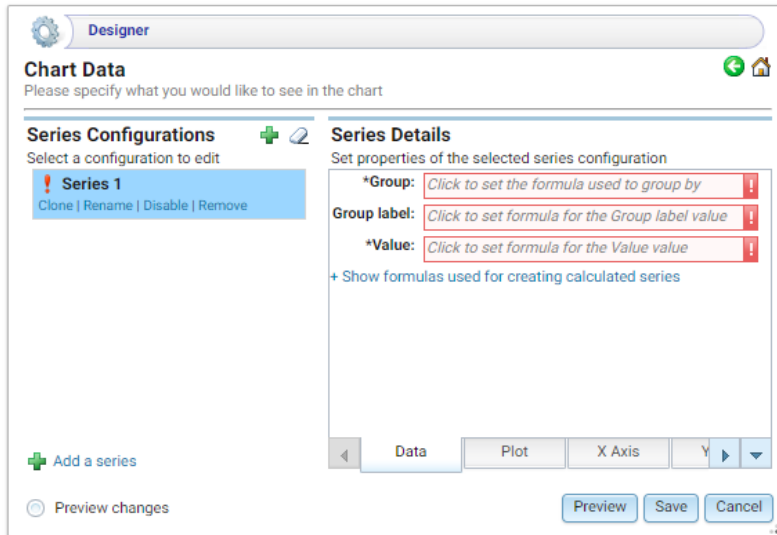 Designer
Chart Data
Please specify what you would like to see in the chart
Series Configurations
Select a configuration to edit
Series 1
Clone | Rename | Disable | Remove
Add a series
Series Details
Set properties of the selected series configuration
*Group: Click to set the formula used to group by
Group label: Click to set formula for the Group label value
*Value: Click to set formula for the Value value
+ Show formulas used for creating calculated series
Data Plot X Axis Y
Preview changes
Preview Save Cancel